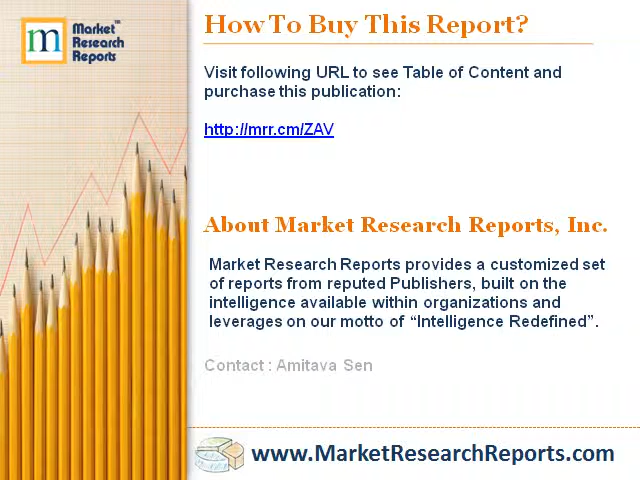 m
Market
Research
Reports
™
How To Buy This Report?
Visit following URL to see Table of Content and
purchase this publication:
http://mrr.cm/ZAV
About Market Research Reports, Inc.
Market Research Reports provides a customized set
of reports from reputed Publishers, built on the
intelligence available within organizations and
leverages on our motto of “Intelligence Redefined”.
Contact : Amitava Sen
www.MarketResearchReports.com